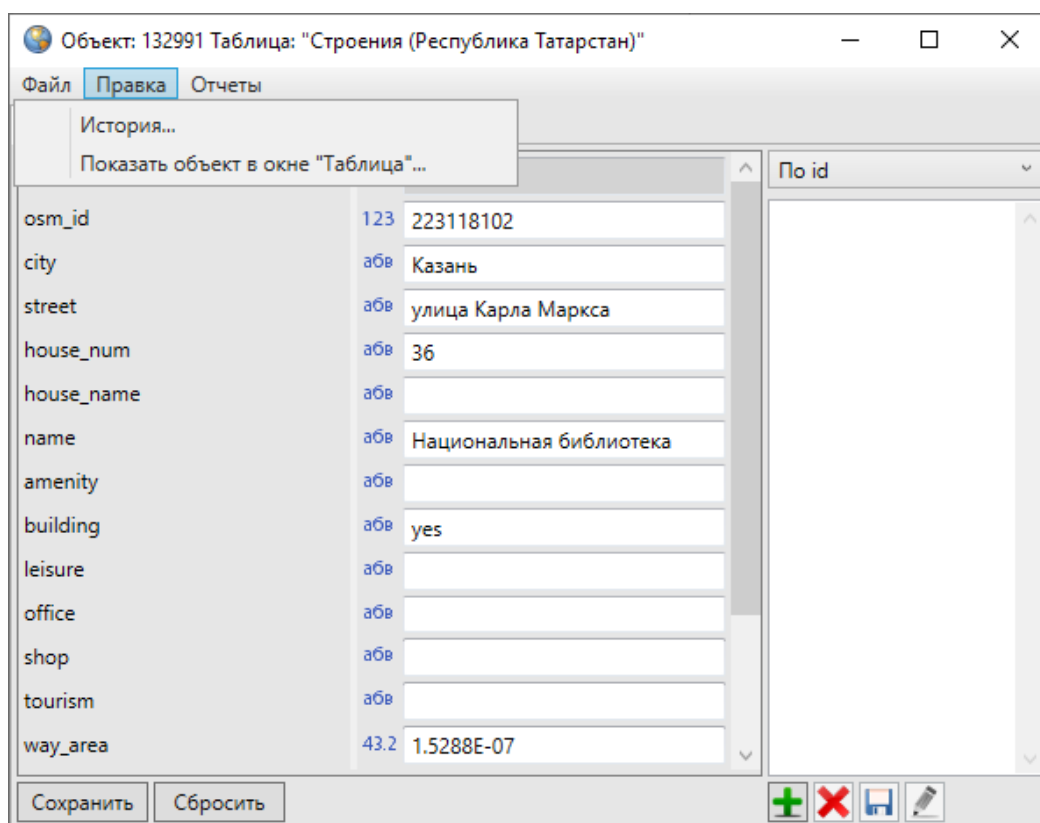 Объект: 132991 Таблица: "Строения (Республика Татарстан)"
Файл Правка Отчеты
История...
Показать объект в окне "Таблица"...
По id
osm_id 123 223118102
city абв Казань
street абв улица Карла Маркса
house_num абв 36
house_name абв
name абв Национальная библиотека
amenity абв
building абв yes
leisure абв
office абв
shop абв
tourism абв
way_area 43.2 1.5288E-07
Сохранить Сбросить